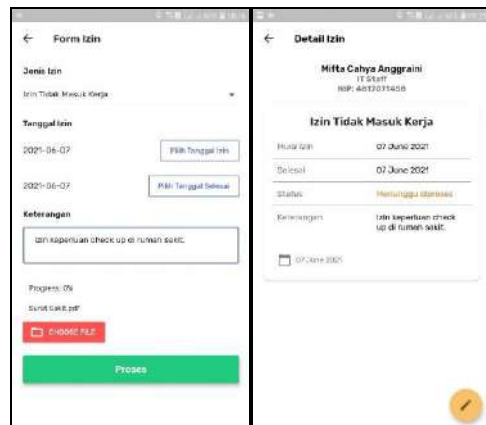 Form Izin
Jenis Izin
Izin Tidak Masuk Kerja
Tanggal Izin
2021-06-07
Pilih Tanggal Izin
2021-06-07
Pilih Tanggal Selesai
Keterangan
Izin keperluan check up di rumah sakit.
Progress: 0%
Surat Sakit.pdf
CHOOSE FILE
Proses
Detail Izin
Mifta Cahya Anggraini
IT Staff
NIP: 4612071456
Izin Tidak Masuk Kerja
Mulai Izin
07 June 2021
Selesai
07 June 2021
Status
Menunggu diproses
Keterangan
Izin keperluan check
up di rumah sakit.
07 June 2021